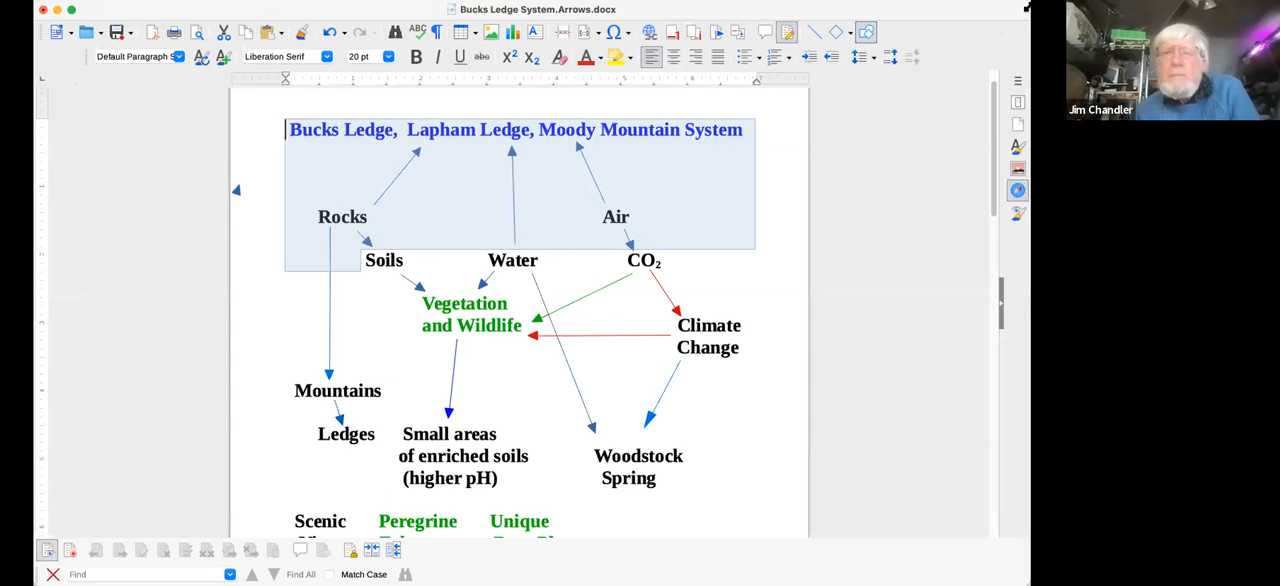 Bucks Ledge System.Arrows.docx
Default Paragraph S
Liberation Serif
20 pt
Jim Chandler
Bucks Ledge, Lapham Ledge, Moody Mountain System
Rocks
Air
Soils
Water
CO₂
Vegetation
and Wildlife
Climate
Change
Mountains
Ledges
Small areas
of enriched soils
(higher pH)
Woodstock
Spring
Scenic
Peregrine
Unique
Find
Find All
Match Case